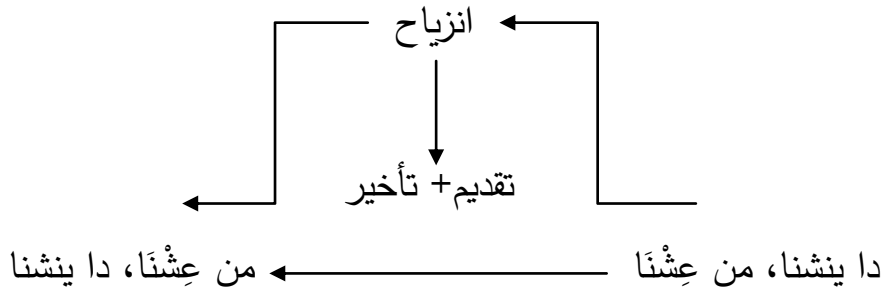 انزياح
تقديم+ تأخير
دا ينشنا، من عِشْنَا
من عِشْنَا، دا ينشنا